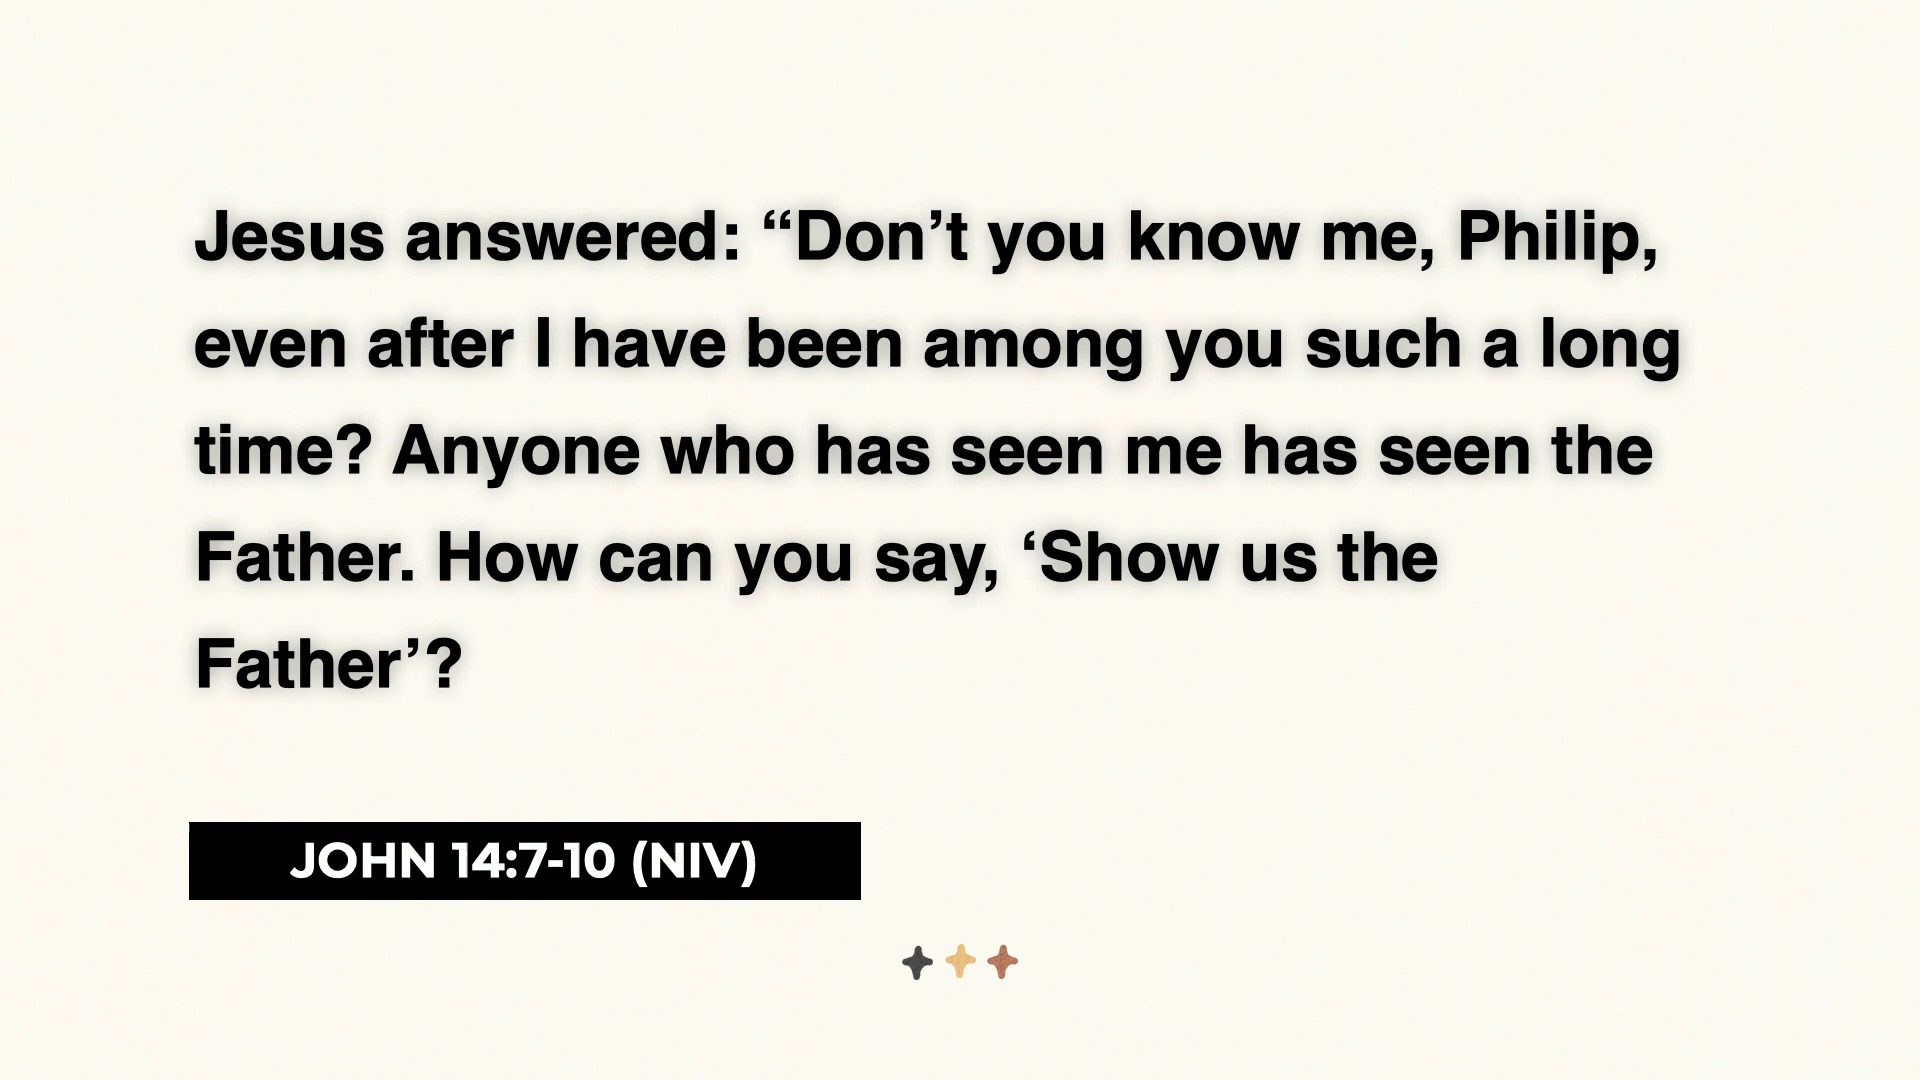 Jesus answered: “Don’t you know me, Philip,
even after I have been among you such a long
time? Anyone who has seen me has seen the
Father. How can you say, ‘Show us the
Father’?
JOHN 14:7-10 (NIV)